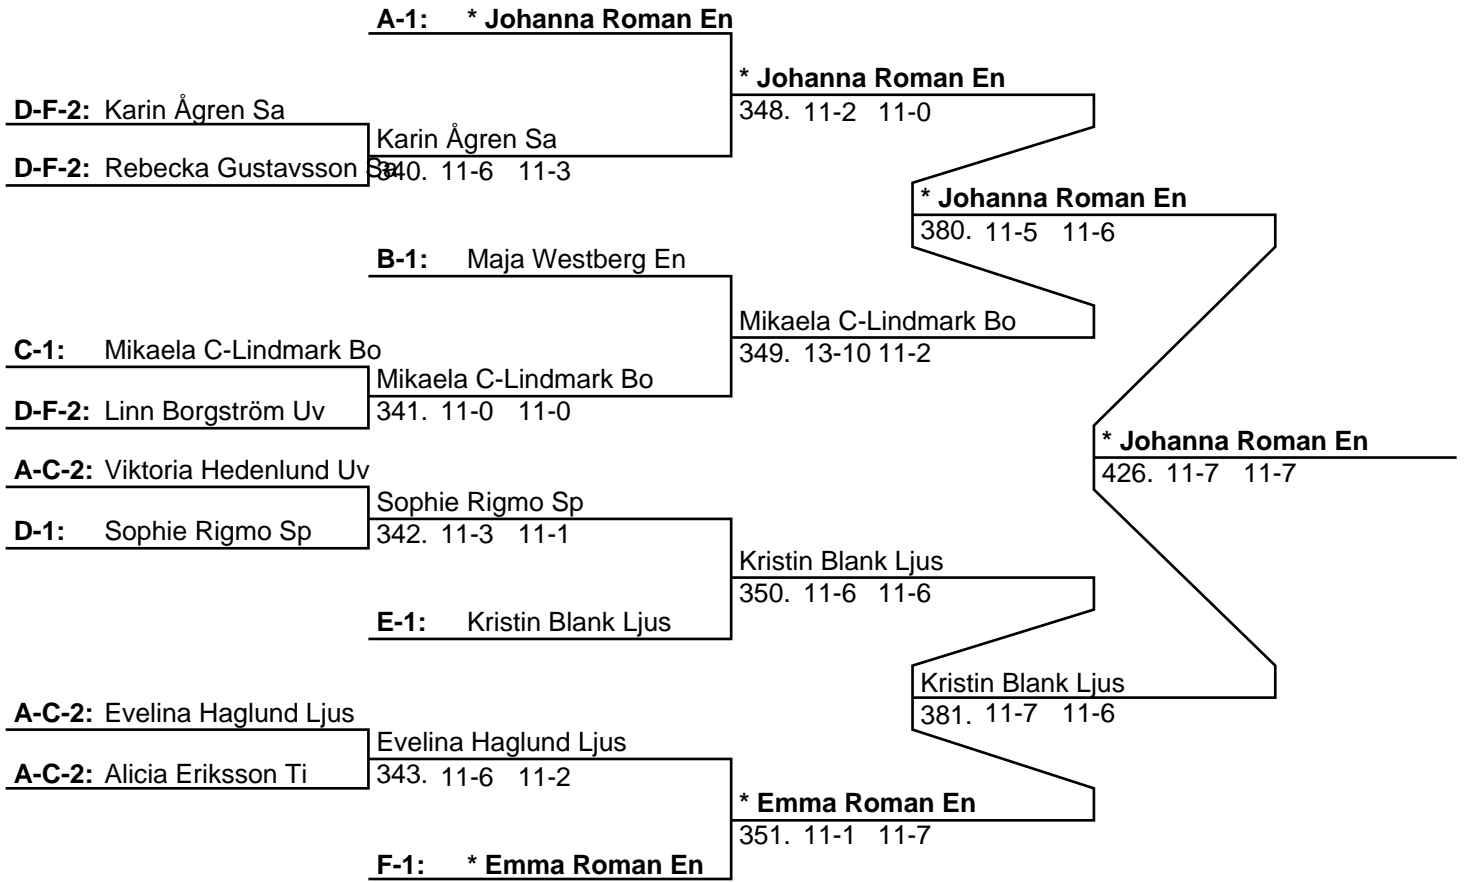 A-1: * Johanna Roman En
* Johanna Roman En
348. 11-2 11-0
D-F-2: Karin Ågren Sa
Karin Ågren Sa
D-F-2: Rebecka Gustavsson Sa
340. 11-6 11-3
* Johanna Roman En
380. 11-5 11-6
B-1: Maja Westberg En
Mikaela C-Lindmark Bo
349. 13-10 11-2
C-1: Mikaela C-Lindmark Bo
Mikaela C-Lindmark Bo
D-F-2: Linn Borgström Uv
341. 11-0 11-0
* Johanna Roman En
426. 11-7 11-7
A-C-2: Viktoria Hedenlund Uv
Sophie Rigmo Sp
D-1: Sophie Rigmo Sp
342. 11-3 11-1
Kristin Blank Ljus
350. 11-6 11-6
E-1: Kristin Blank Ljus
Kristin Blank Ljus
381. 11-7 11-6
A-C-2: Evelina Haglund Ljus
Evelina Haglund Ljus
A-C-2: Alicia Eriksson Ti
343. 11-6 11-2
* Emma Roman En
351. 11-1 11-7
F-1: * Emma Roman En